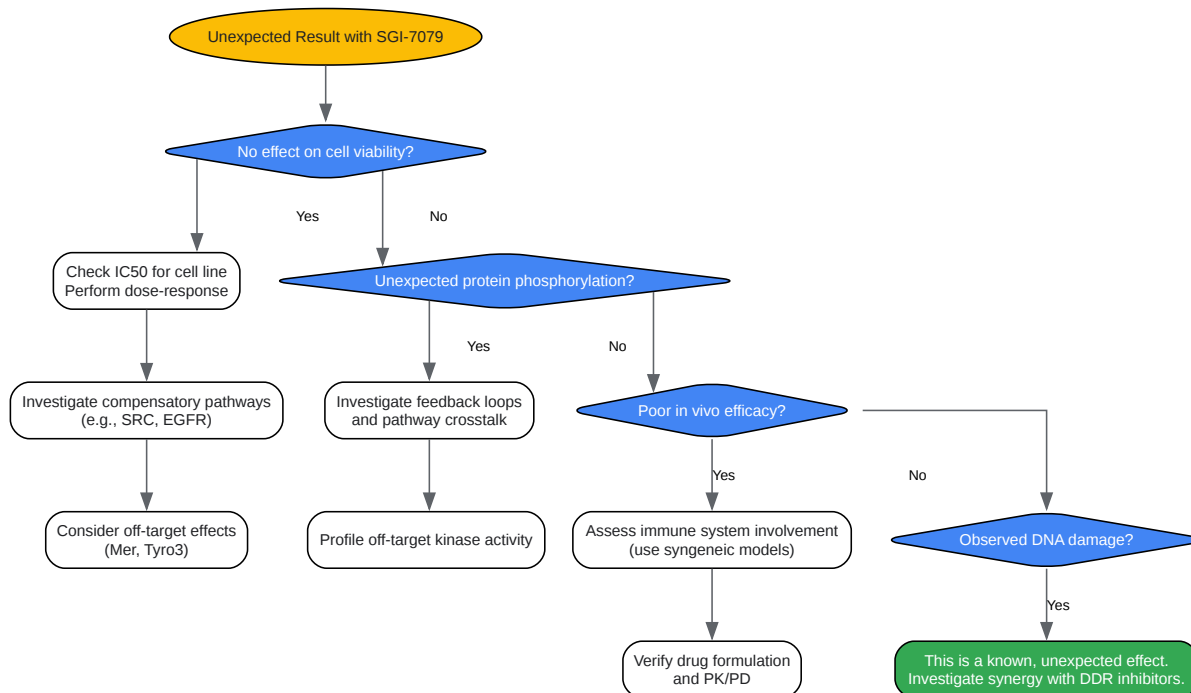 Unexpected Result with SGI-7079
No effect on cell viability?
Yes
No
Check IC50 for cell line
Perform dose-response
Unexpected protein phosphorylation?
Yes
No
Investigate compensatory pathways
(e.g., SRC, EGFR)
Investigate feedback loops
and pathway crosstalk
Poor in vivo efficacy?
Yes
No
Consider off-target effects
(Mer, Tyro3)
Profile off-target kinase activity
Assess immune system involvement
(use syngeneic models)
Observed DNA damage?
Yes
Verify drug formulation
and PK/PD
This is a known, unexpected effect.
Investigate synergy with DDR inhibitors.